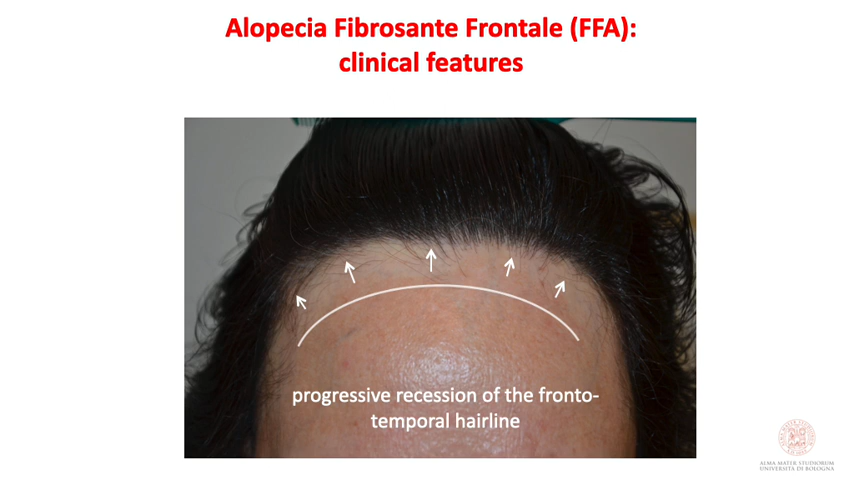 Alopecia Fibrosante Frontale (FFA):
clinical features
progressive recession of the fronto-
temporal hairline
ALMA MATER STUDIORUM
UNIVERSITÀ DI BOLOGNA